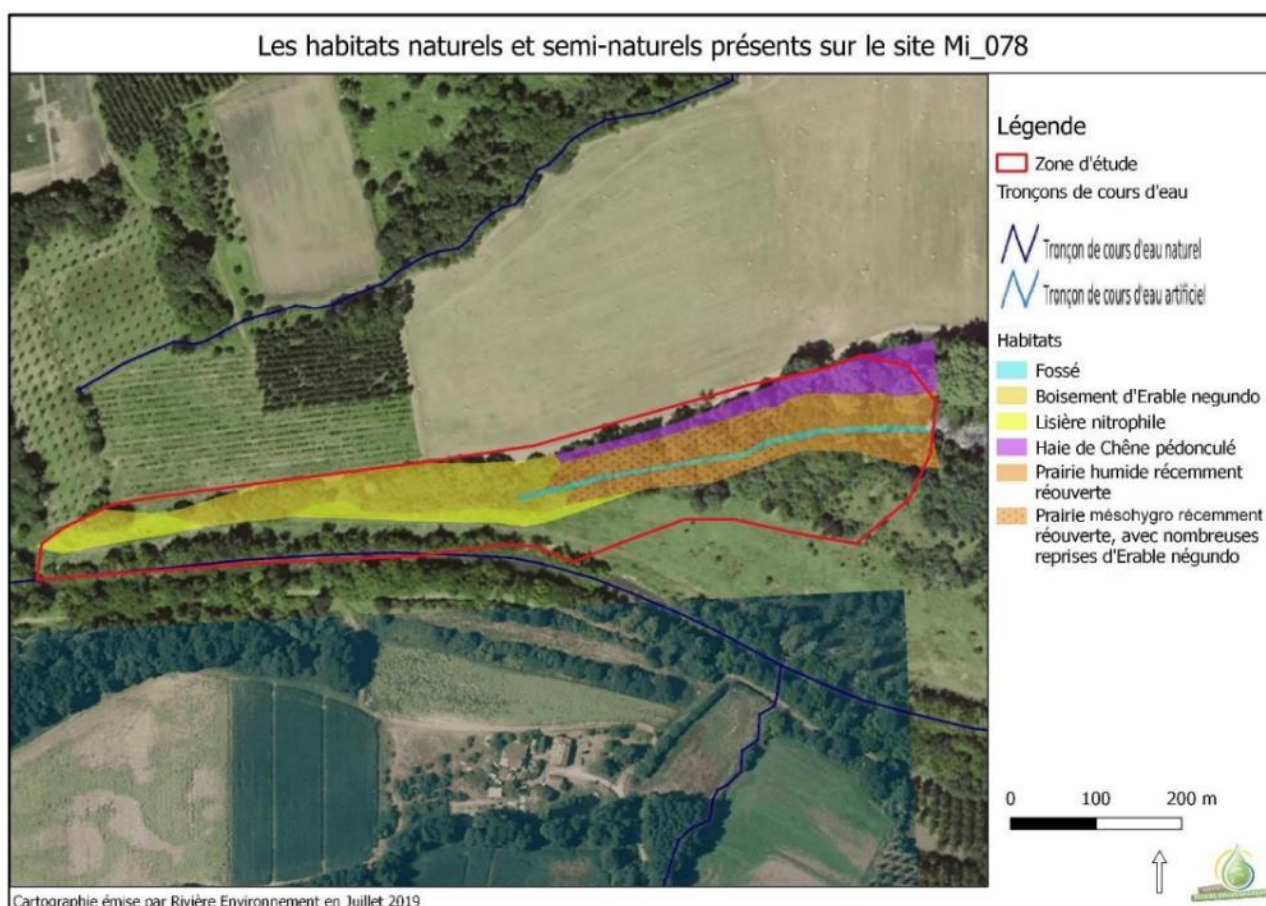 Les habitats naturels et semi-naturels présents sur le site Mi_078
Légende
Zone d'étude
Tronçons de cours d'eau
Tronçon de cours d'eau naturel
Tronçon de cours d'eau artificiel
Habitats
Fossé
Boisement d'Erable negundo
Lisière nitrophile
Haie de Chêne pédonculé
Prairie humide récemment
réouverte
Prairie méschygro récemment
réouverte, avec nombreuses
reprises d'Erable négundo
0 100 200 m
Cartographie émise par Rivière Environnement en Juillet 2019